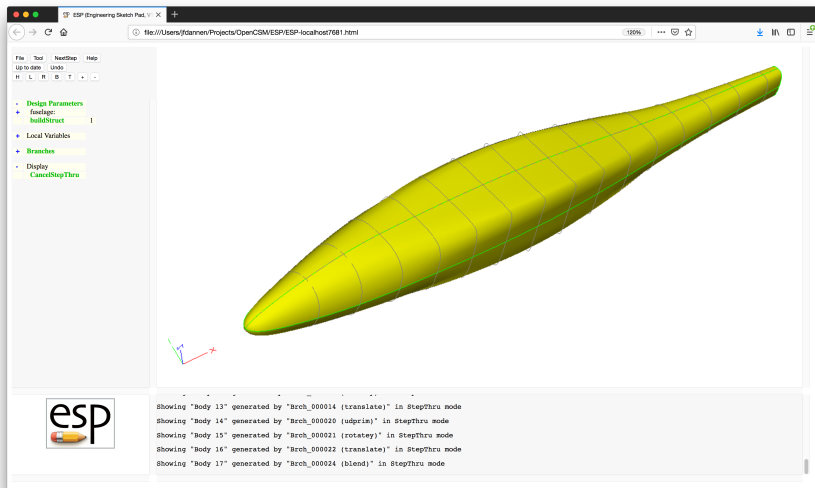 ESP (Engineering Sketch Pad, V
file:///Users/jfdannen/Projects/OpenCSM/ESP/ESP-localhost7681.html
120%
File Tool NextStep Help
Up to date Undo
H L R B T + -
- Design Parameters
+ fuselage:
buildStruct 1
+ Local Variables
+ Branches
- Display
CancelStepThru
X
esp
Showing "Body 13" generated by "Brch_000014 (translate)" in StepThru mode
Showing "Body 14" generated by "Brch_000020 (udprim)" in StepThru mode
Showing "Body 15" generated by "Brch_000021 (rotatey)" in StepThru mode
Showing "Body 16" generated by "Brch_000022 (translate)" in StepThru mode
Showing "Body 17" generated by "Brch_000024 (blend)" in StepThru mode